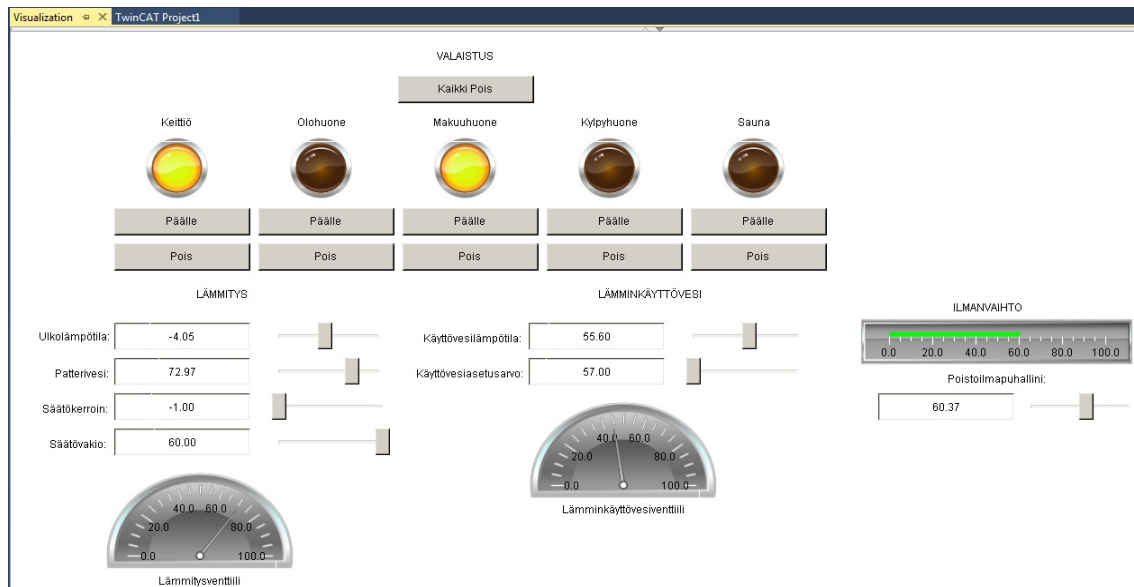 Visualization TwinCAT Project1
VALAISTUS
Kaikki Pois
Keittiö Olohuone Makuuhuone Kylpyhuone Sauna
Päälle Päälle Päälle Päälle Päälle
Pois Pois Pois Pois Pois
LÄMMITYS
Ulkolämpötila: -4.05
Patterivesi: 72.97
Säätökerroin: -1.00
Säätövakio: 60.00
0.0 20.0 40.0 60.0 80.0 100.0
Lämmitysventtiili
LÄMMINKÄYTTÖVESI
Käyttövesilämpötila: 55.60
Käyttövesiasetusarvo: 57.00
0.0 20.0 40.0 60.0 80.0 100.0
Lämminkäyttövesiventtiili
ILMANVAIHTO
0.0 20.0 40.0 60.0 80.0 100.0
Poistoilmapuhallini:
60.37